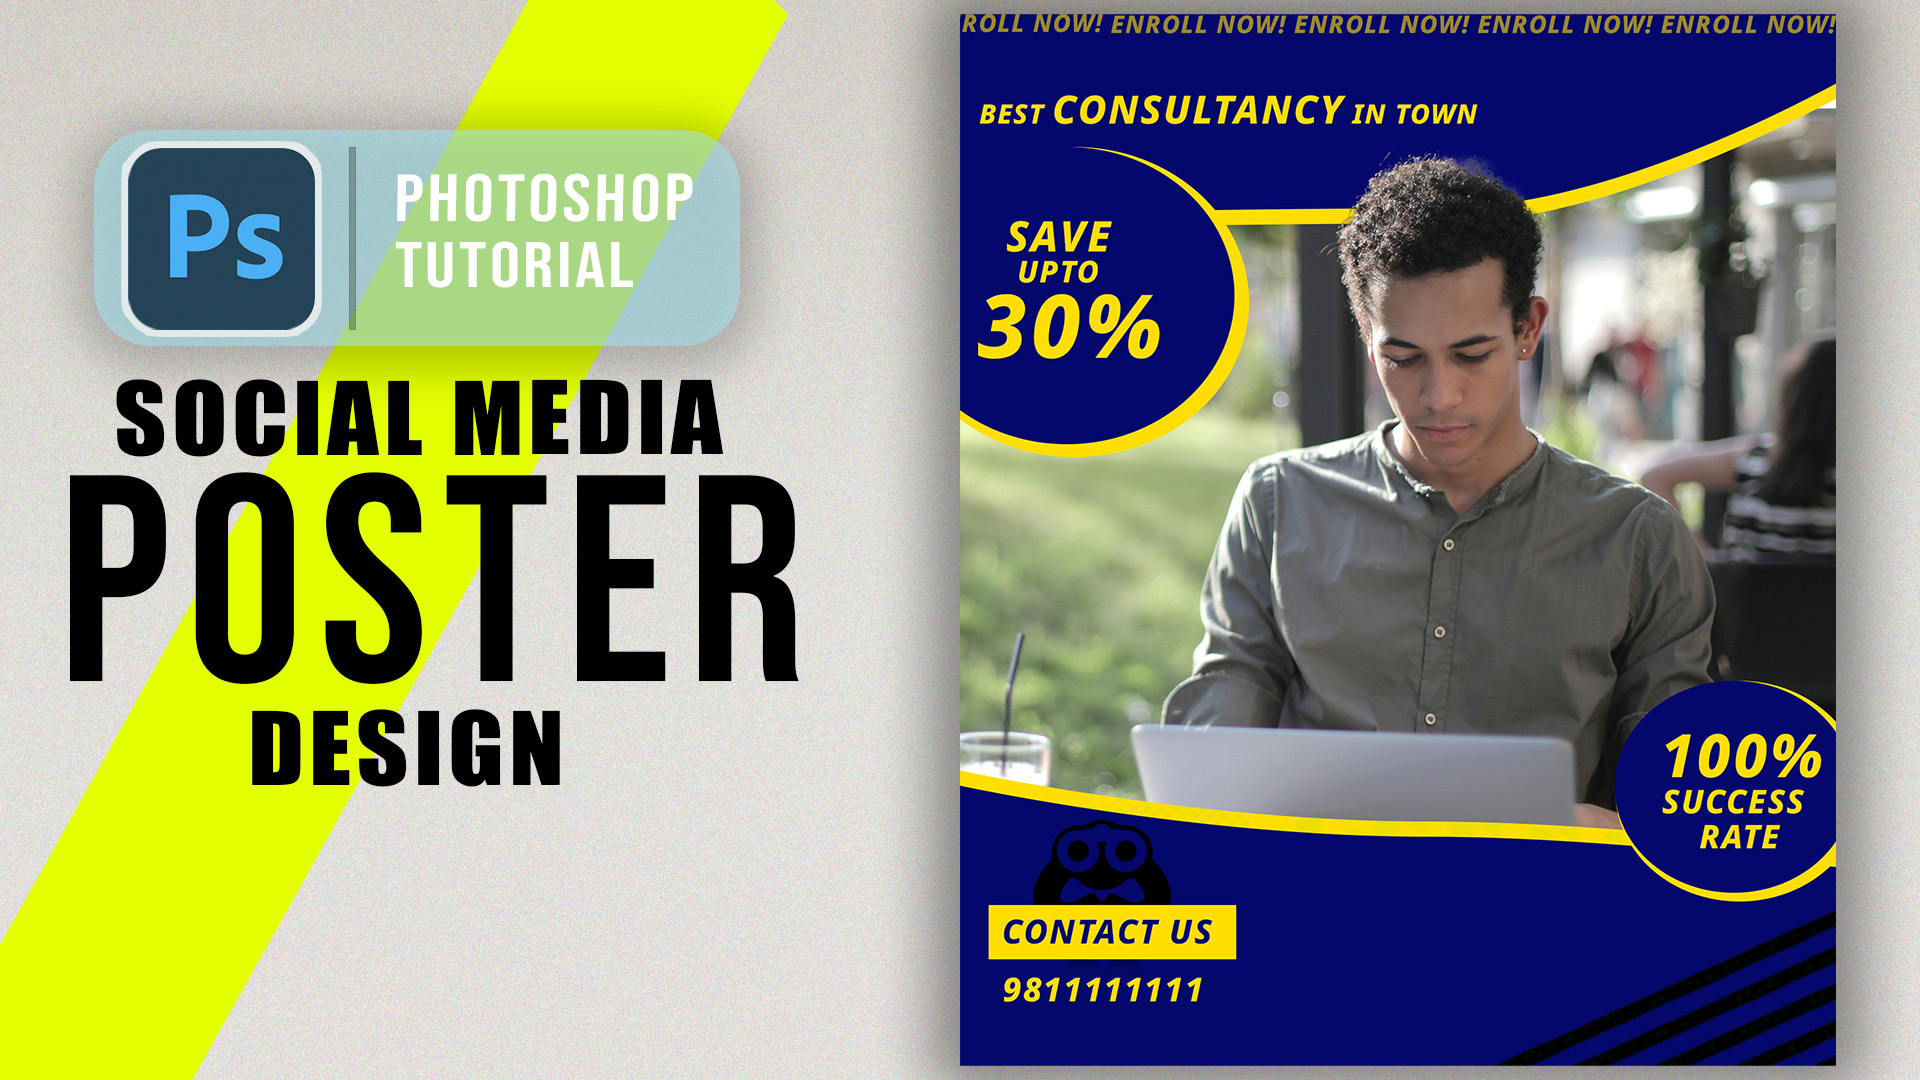 Ps
PHOTOSHOP
TUTORIAL
SOCIAL MEDIA
POSTER
DESIGN
ROLL NOW! ENROLL NOW! ENROLL NOW! ENROLL NOW! ENROLL NOW!
BEST CONSULTANCY IN TOWN
SAVE
UPTO
30%
100%
SUCCESS
RATE
CONTACT US
9811111111